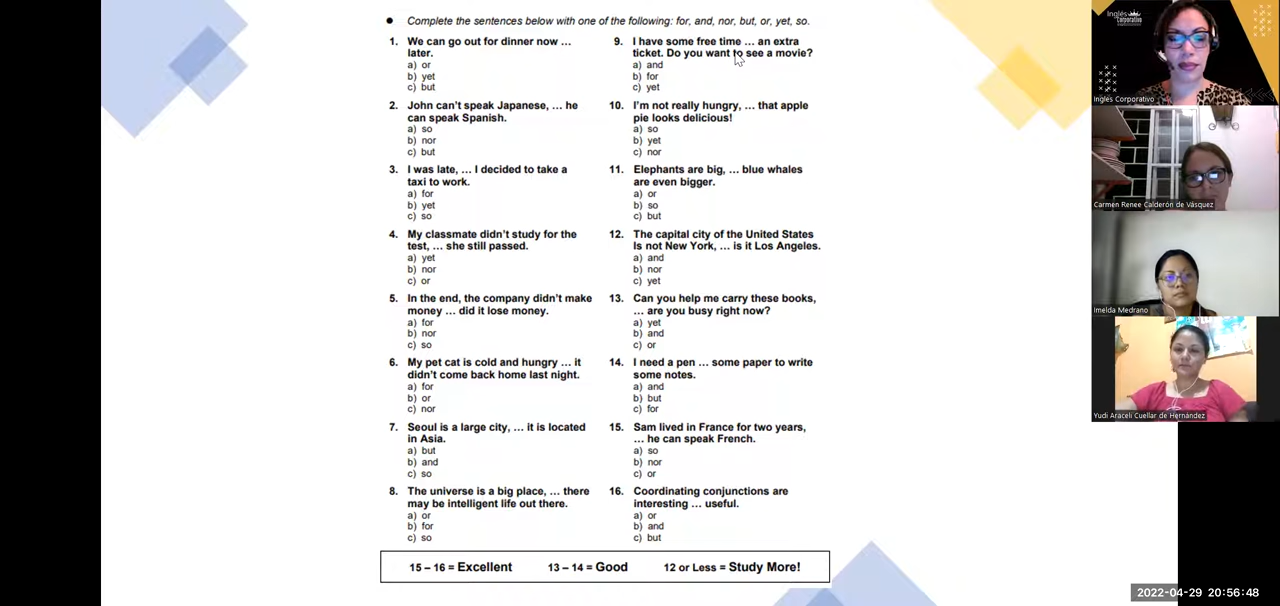 Complete the sentences below with one of the following: for, and, nor, but, or, yet, so.
1. We can go out for dinner now … 
later.
a) or
b) yet
c) but
2. John can't speak Japanese, … he
can speak Spanish.
a) so
b) nor
c) but
3. I was late, … I decided to take a
taxi to work.
a) for
b) yet
c) so
4. My classmate didn't study for the
test, … she still passed.
a) yet
b) nor
c) or
5. In the end, the company didn't make
money … did it lose money.
a) for
b) nor
c) so
6. My pet cat is cold and hungry … it
didn't come back home last night.
a) for
b) or
c) nor
7. Seoul is a large city, … it is located
in Asia.
a) but
b) and
c) so
8. The universe is a big place, … there
may be intelligent life out there.
a) or
b) for
c) so
9. I have some free time … an extra
ticket. Do you want to see a movie?
a) and
b) for
c) yet
10. I'm not really hungry, … that apple
pie looks delicious!
a) so
b) yet
c) nor
11. Elephants are big, … blue whales
are even bigger.
a) or
b) so
c) but
12. The capital city of the United States
Is not New York, … is it Los Angeles.
a) and
b) nor
c) yet
13. Can you help me carry these books,
… are you busy right now?
a) yet
b) and
c) or
14. I need a pen … some paper to write
some notes.
a) and
b) but
c) for
15. Sam lived in France for two years,
… he can speak French.
a) so
b) nor
c) or
16. Coordinating conjunctions are
interesting … useful.
a) or
b) and
c) but
15 – 16 = Excellent 13 – 14 = Good 12 or Less = Study More!
Inglés
Corporativo
Inglés Corporativo
Carmen Renee Calderón de Vásquez
Imelda Medrano
Yudi Araceli Cuellar de Hernández
2022-04-29 20:56:48